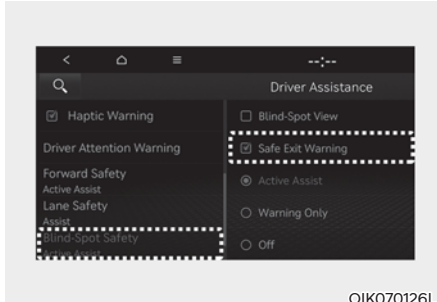 --:--
Driver Assistance
Haptic Warning
Driver Attention Warning
Forward Safety
Active Assist
Lane Safety
Assist
Blind-Spot Safety
Active Assist
Blind-Spot View
Safe Exit Warning
Active Assist
Warning Only
Off
OIK070126L